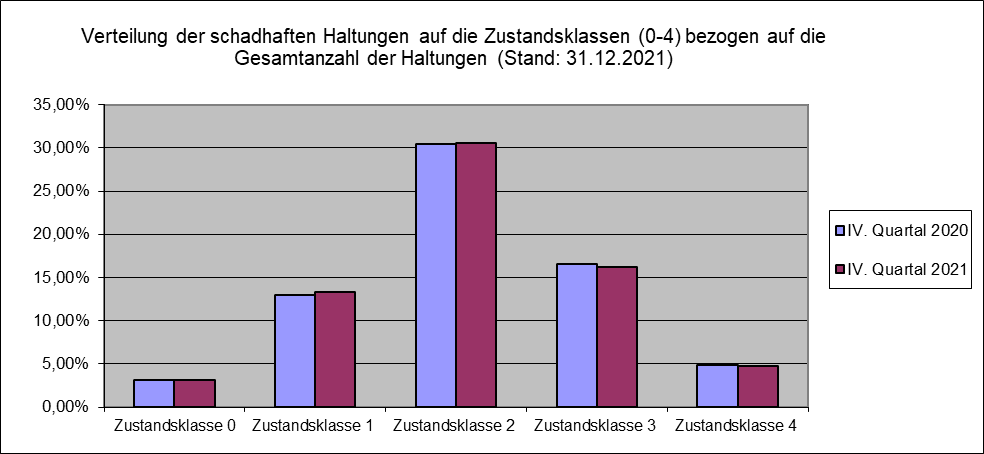 Verteilung der schadhaften Haltungen auf die Zustandsklassen (0-4) bezogen auf die
Gesamtanzahl der Haltungen (Stand: 31.12.2021)
35,00%
30,00%
25,00%
20,00%
15,00%
10,00%
5,00%
0,00%
Zustandsklasse 0 Zustandsklasse 1 Zustandsklasse 2 Zustandsklasse 3 Zustandsklasse 4
IV. Quartal 2020
IV. Quartal 2021